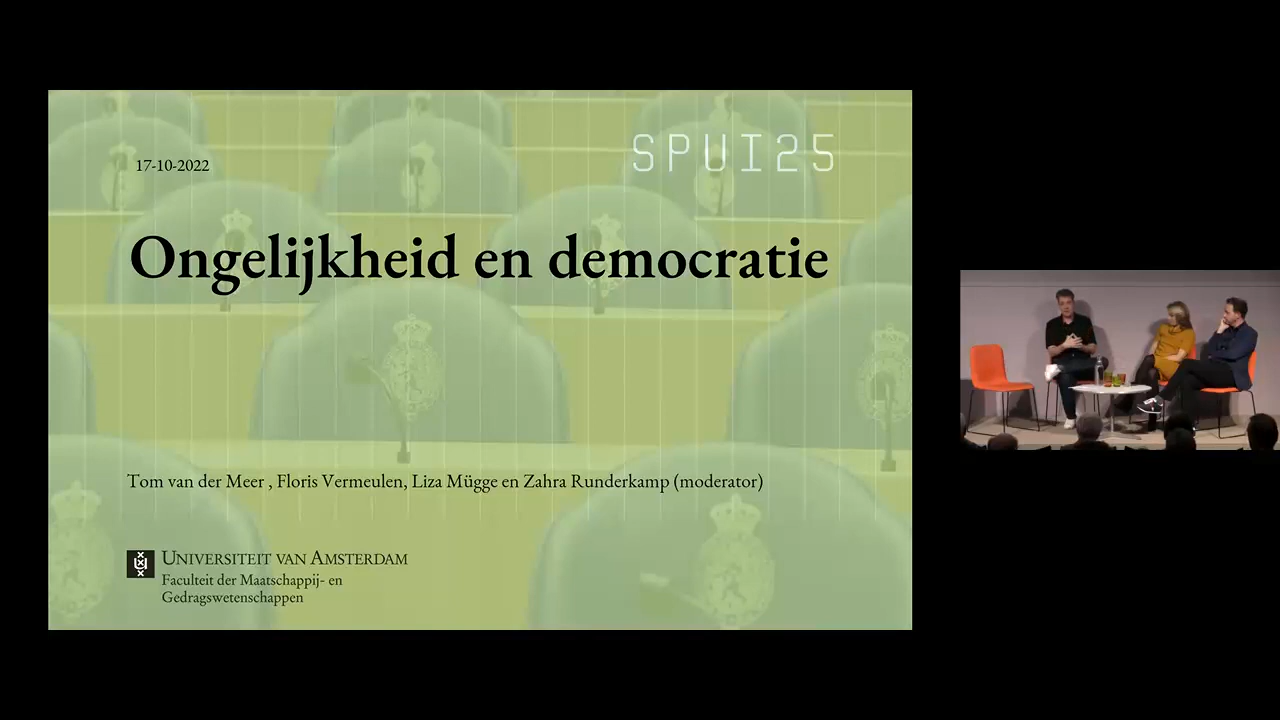 17-10-2022
SPUI25
Ongelijkheid en democratie
Tom van der Meer , Floris Vermeulen, Liza Mügge en Zahra Runderkamp (moderator)
UNIVERSITEIT VAN AMSTERDAM
Faculteit der Maatschappij- en
Gedragswetenschappen